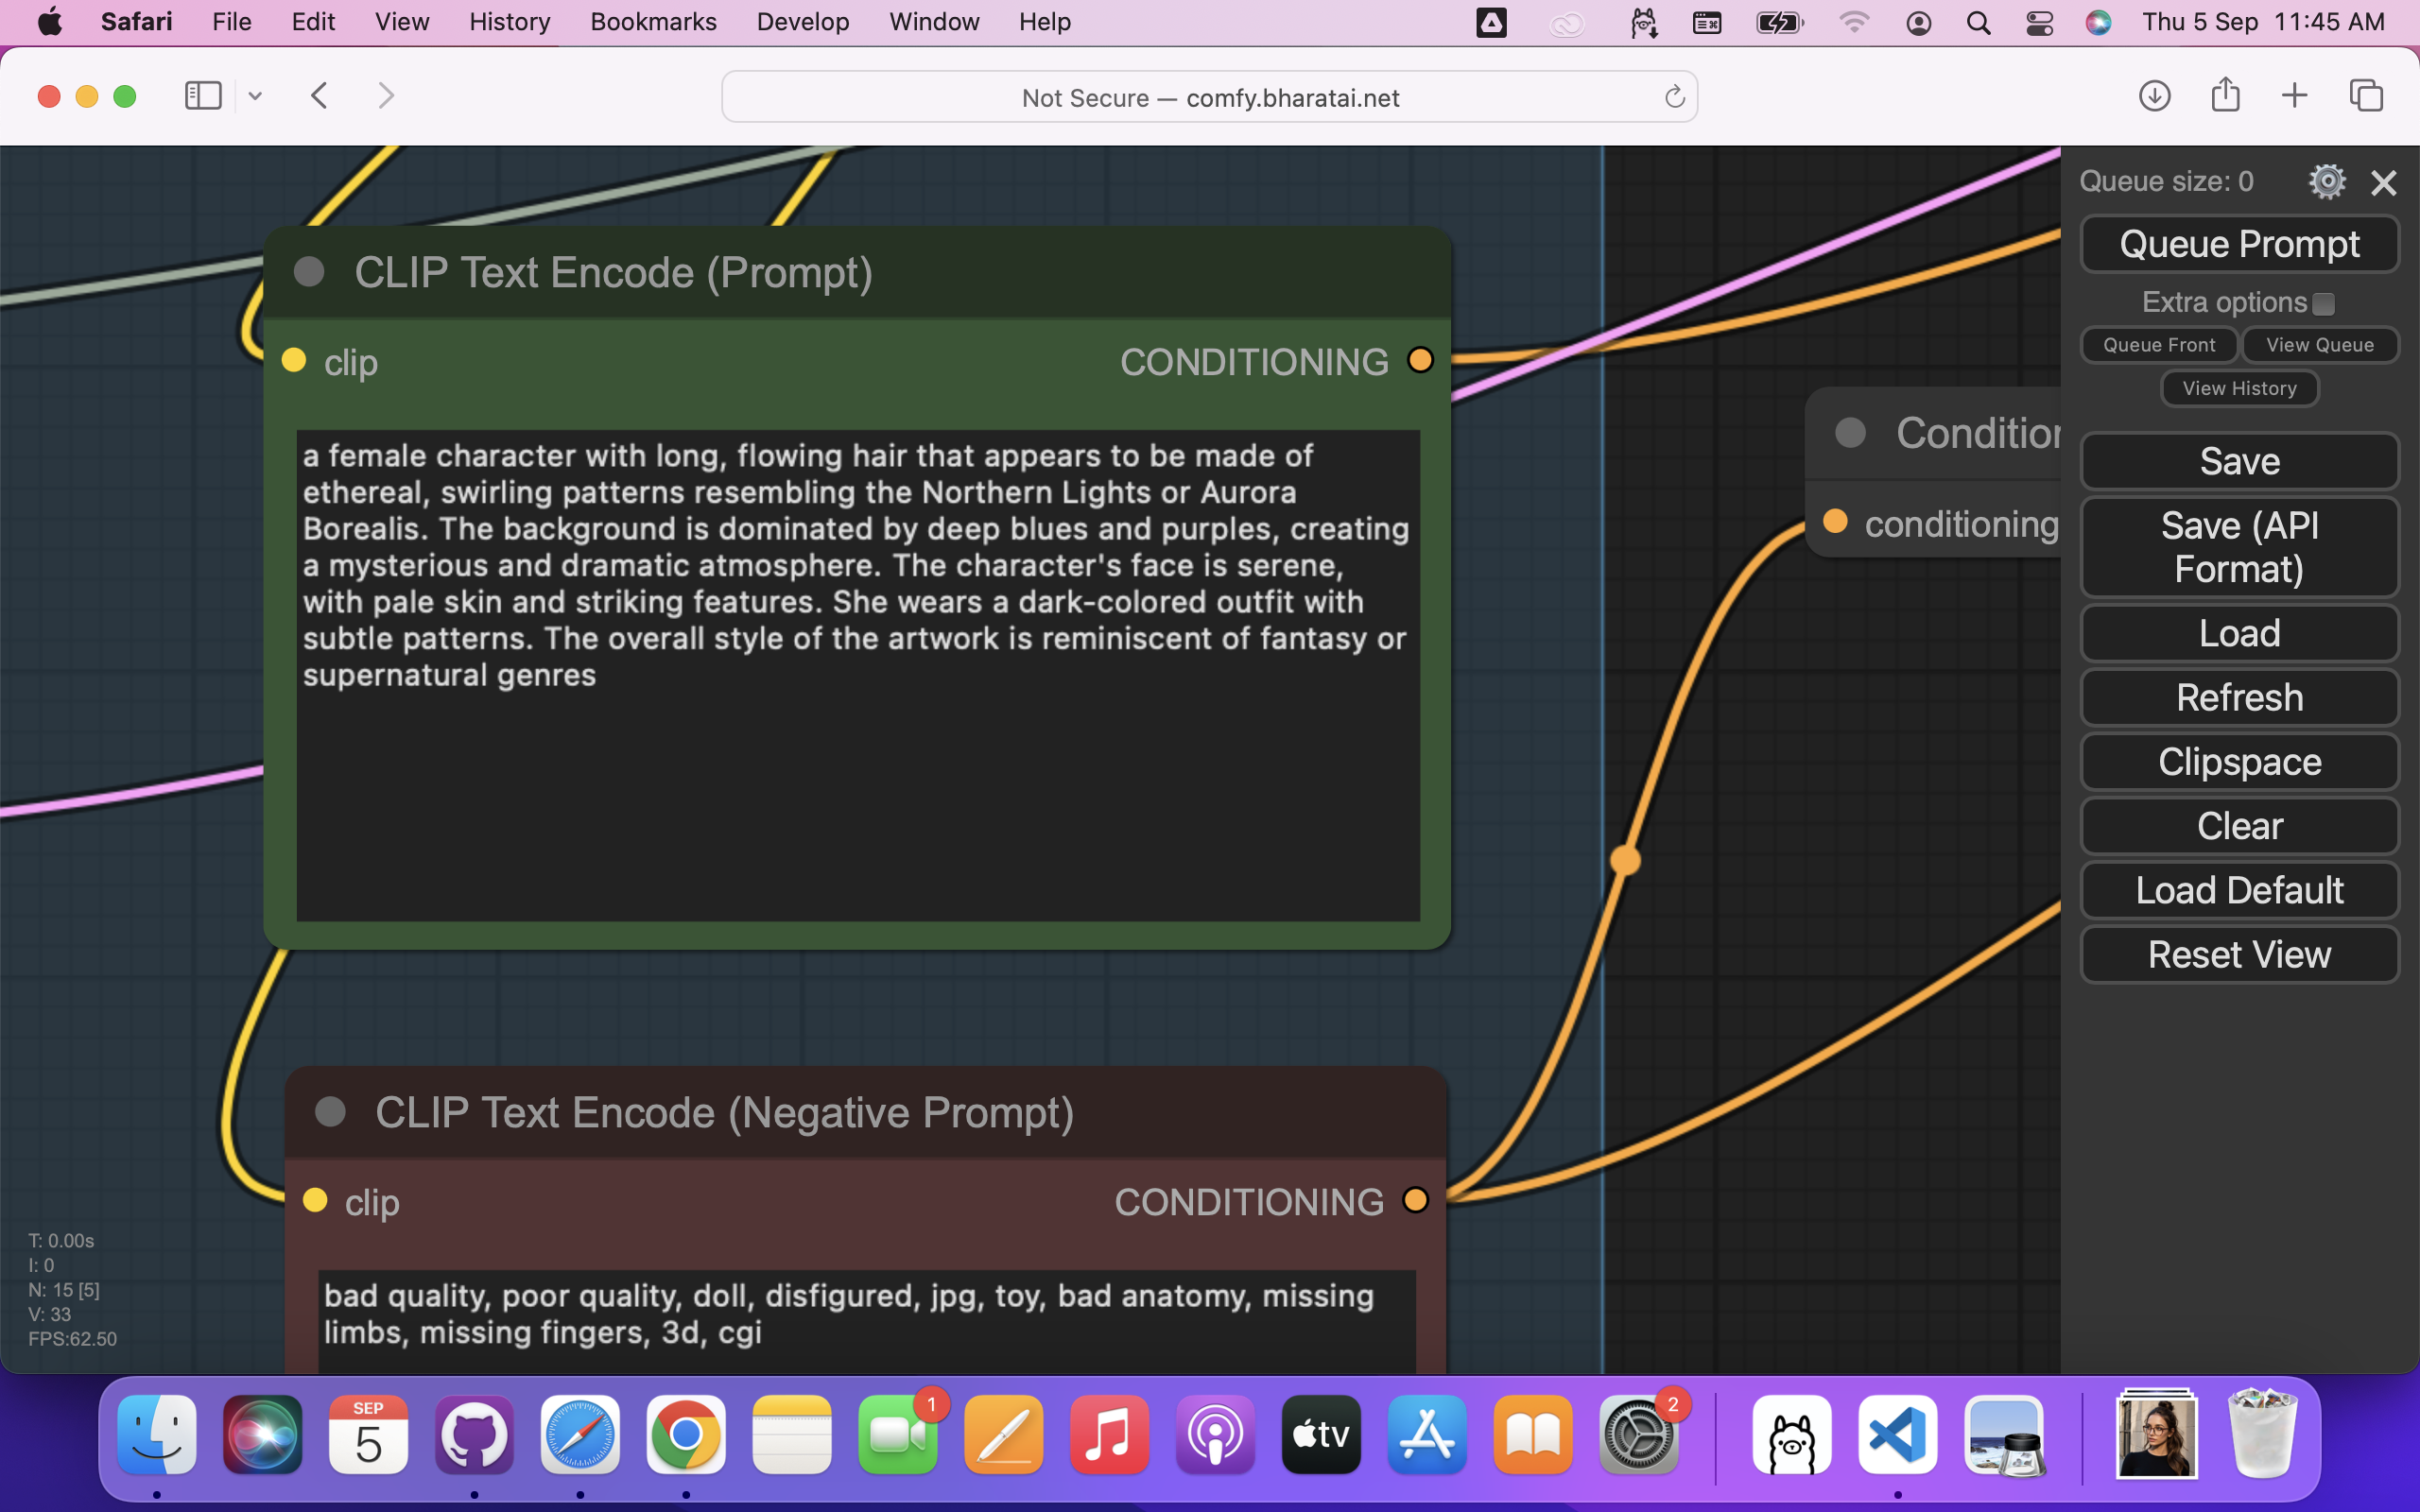 Safari File Edit View History Bookmarks Develop Window Help Thu 5 Sep 11:45 AM
Not Secure — comfy.bharatai.net
Queue size: 0
Queue Prompt
Extra options
Queue Front View Queue
View History
Save
Save (API
Format)
Load
Refresh
Clipspace
Clear
Load Default
Reset View
CLIP Text Encode (Prompt)
clip CONDITIONING
a female character with long, flowing hair that appears to be made of
ethereal, swirling patterns resembling the Northern Lights or Aurora
Borealis. The background is dominated by deep blues and purples, creating
a mysterious and dramatic atmosphere. The character's face is serene,
with pale skin and striking features. She wears a dark-colored outfit with
subtle patterns. The overall style of the artwork is reminiscent of fantasy or
supernatural genres
Condition
conditioning
CLIP Text Encode (Negative Prompt)
clip CONDITIONING
bad quality, poor quality, doll, disfigured, jpg, toy, bad anatomy, missing
limbs, missing fingers, 3d, cgi
T: 0.00s
I: 0
N: 15 [5]
V: 33
FPS:62.50
SEP
5
1
tv
2